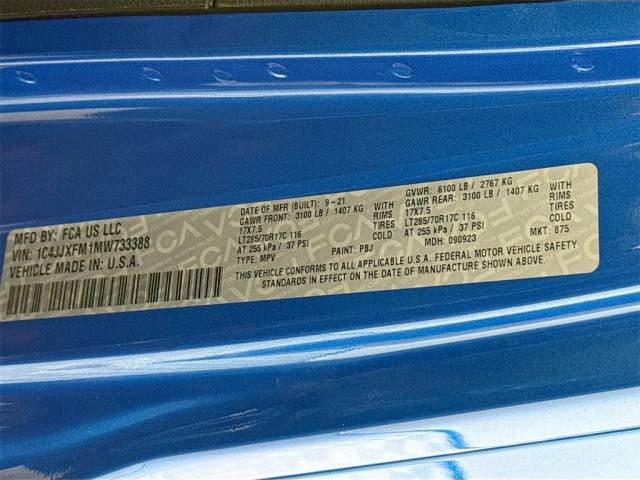 MFD BY: FCA US LLC
VIN: 1C4JJXFM1MW733388
VEHICLE MADE IN: U.S.A.
DATE OF MFR (BUILT): 9-21
GAWR FRONT: 3100 LB / 1407 KG WITH
17X7.5 RIMS
LT285/70R17C 116 TIRES
AT 255 kPa / 37 PSI COLD
TYPE: MPV
PAINT: PBJ
GVWR: 6100 LB / 2767 KG
GAWR REAR: 3100 LB / 1407 KG WITH
17X7.5 RIMS
LT285/70R17C 116 TIRES
AT 255 kPa / 37 PSI COLD
MDH: 090923
MKT: 875
THIS VEHICLE CONFORMS TO ALL APPLICABLE U.S.A. FEDERAL MOTOR VEHICLE SAFETY
STANDARDS IN EFFECT ON THE DATE OF MANUFACTURE SHOWN ABOVE.